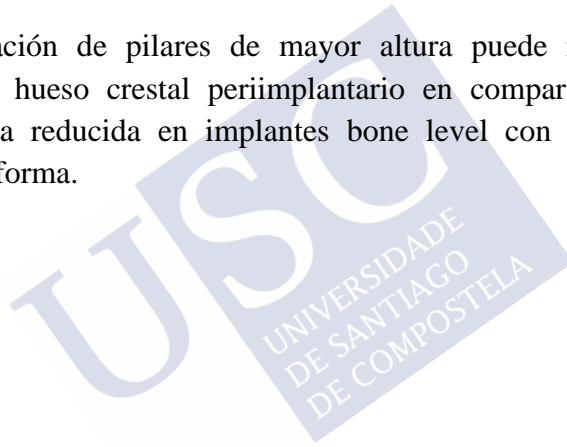 ación de pilares de mayor altura puede
hueso crestal periimplantario en compar
a reducida en implantes bone level con
forma.
USC
UNIVERSIDADE
DE SANTIAGO
DE COMPOSTELA